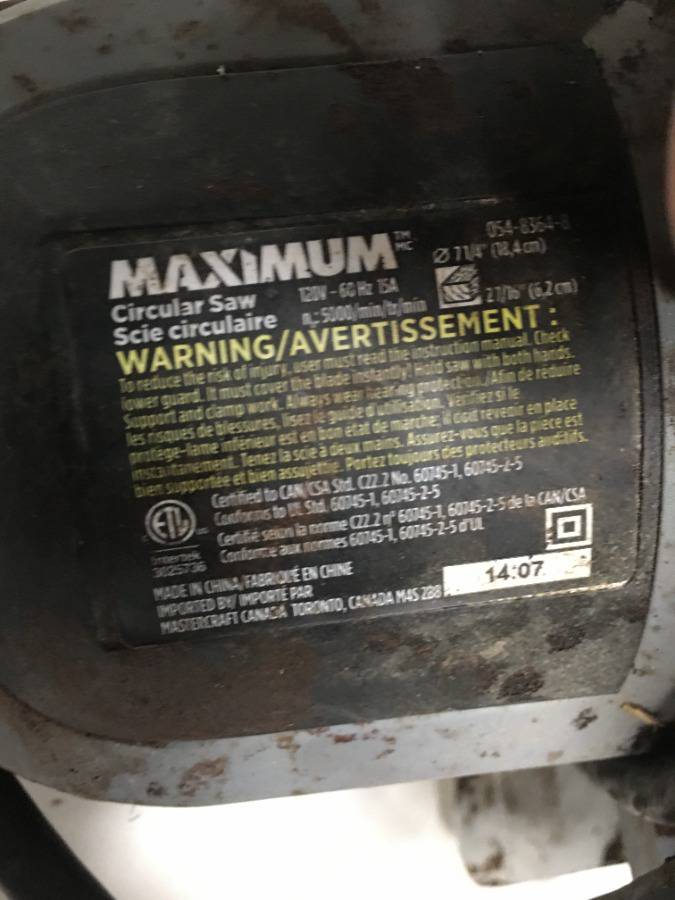 MAXIMUM™ MC
054-8364-8
Circular Saw
120V - 60 Hz 15A
Ø 7 1/4" (18,4 cm)
Scie circulaire
n₀: 5000/min/tr/min
2 7/16" (6,2 cm)
WARNING/AVERTISSEMENT :
To reduce the risk of injury, user must read the instruction manual. Check
lower guard. It must cover the blade instantly! Hold saw with both hands.
Support and clamp work. Always wear hearing protection./Afin de réduire
les risques de blessures, lisez le guide d'utilisation. Vérifiez si le
protège-lame inférieur est en bon état de marche; il doit revenir en place
instantanement. Tenez la scie à deux mains. Assurez-vous que la pièce est
bien supportée et bien assujettie. Portez toujours des protecteurs auditifs.
Certified to CAN/CSA Std. C22.2 No. 60745-1, 60745-2-5
Conforms to UL Std. 60745-1, 60745-2-5
Certifié selon la norme C22.2 n° 60745-1, 60745-2-5 de la CAN/CSA
Conforme aux normes 60745-1, 60745-2-5 d'UL
ETL
Intertek
3025736
MADE IN CHINA/FABRIQUÉ EN CHINE
IMPORTED BY/ IMPORTÉ PAR
MASTERCRAFT CANADA TORONTO, CANADA M4S 2B8
14:07